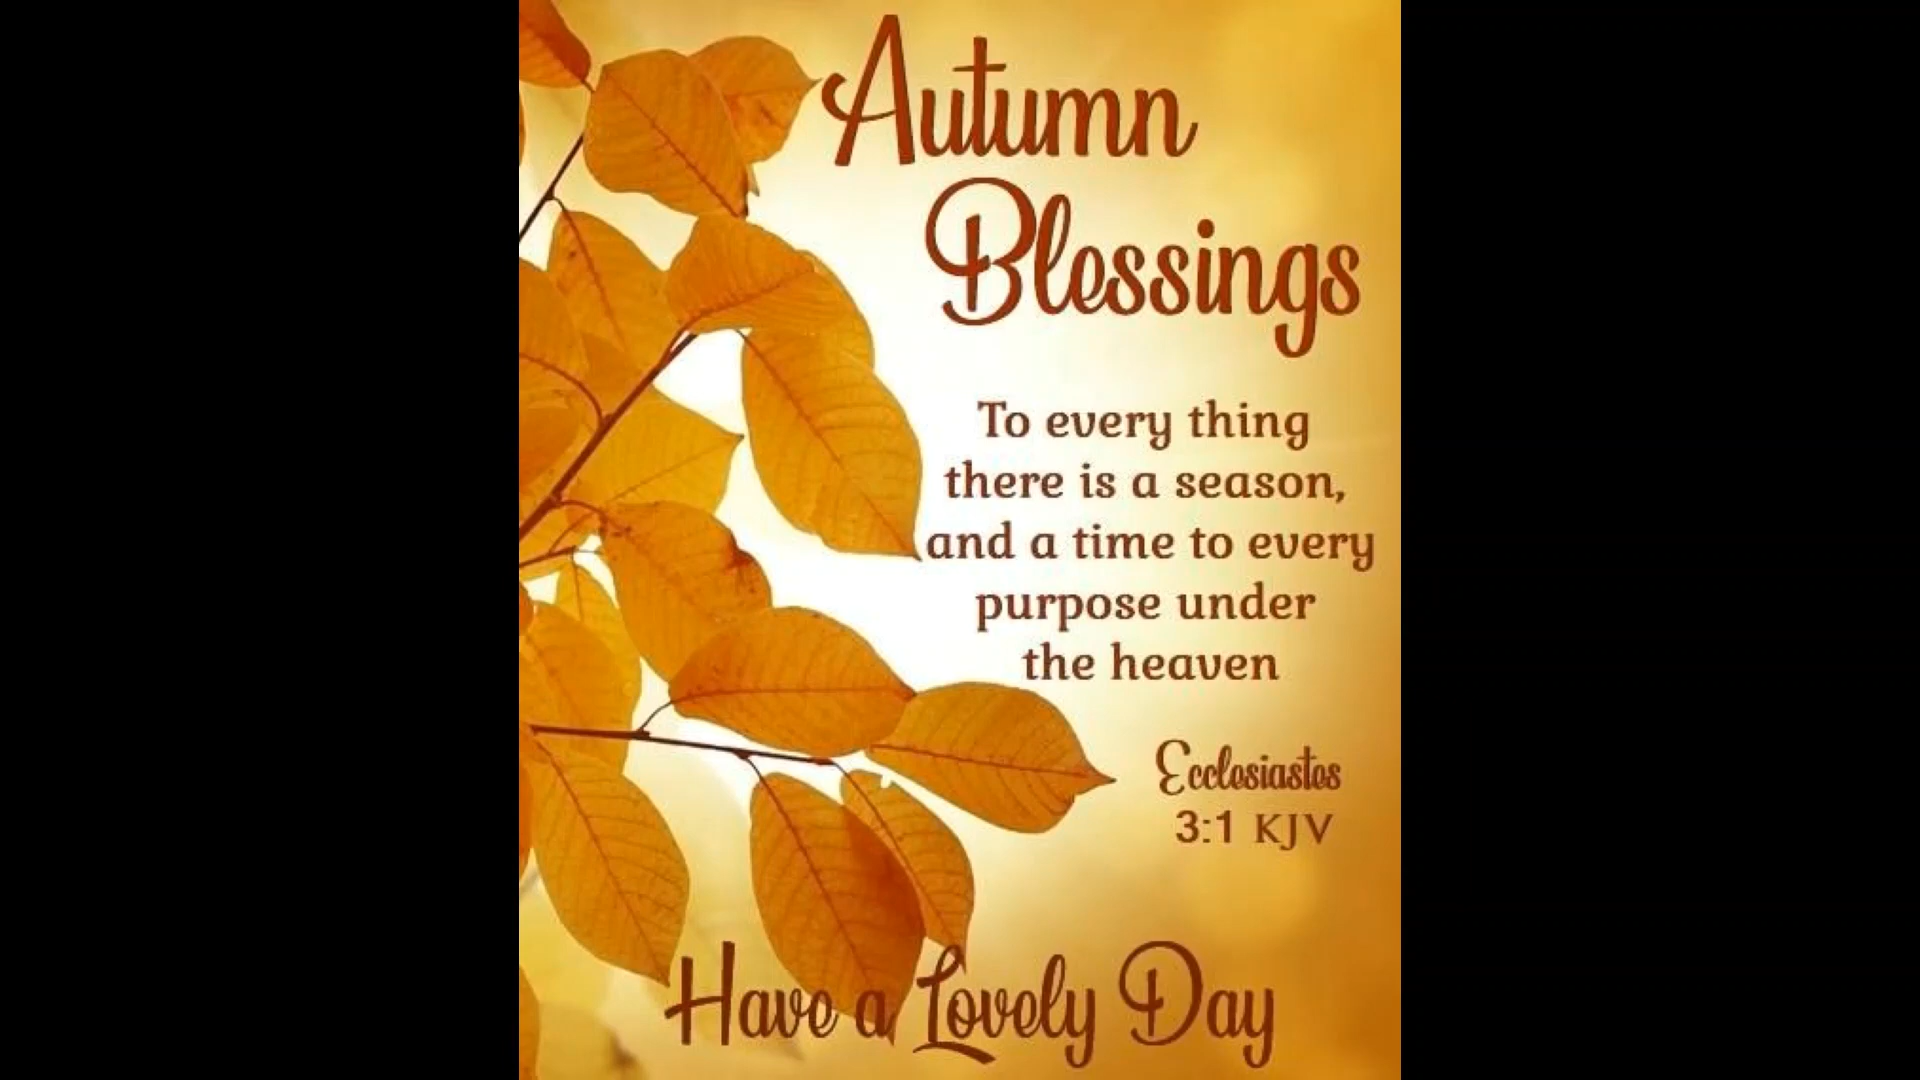 Autumn
Blessings
To every thing
there is a season,
and a time to every
purpose under
the heaven
Ecclesiastes
3:1 KJV
Have a Lovely Day